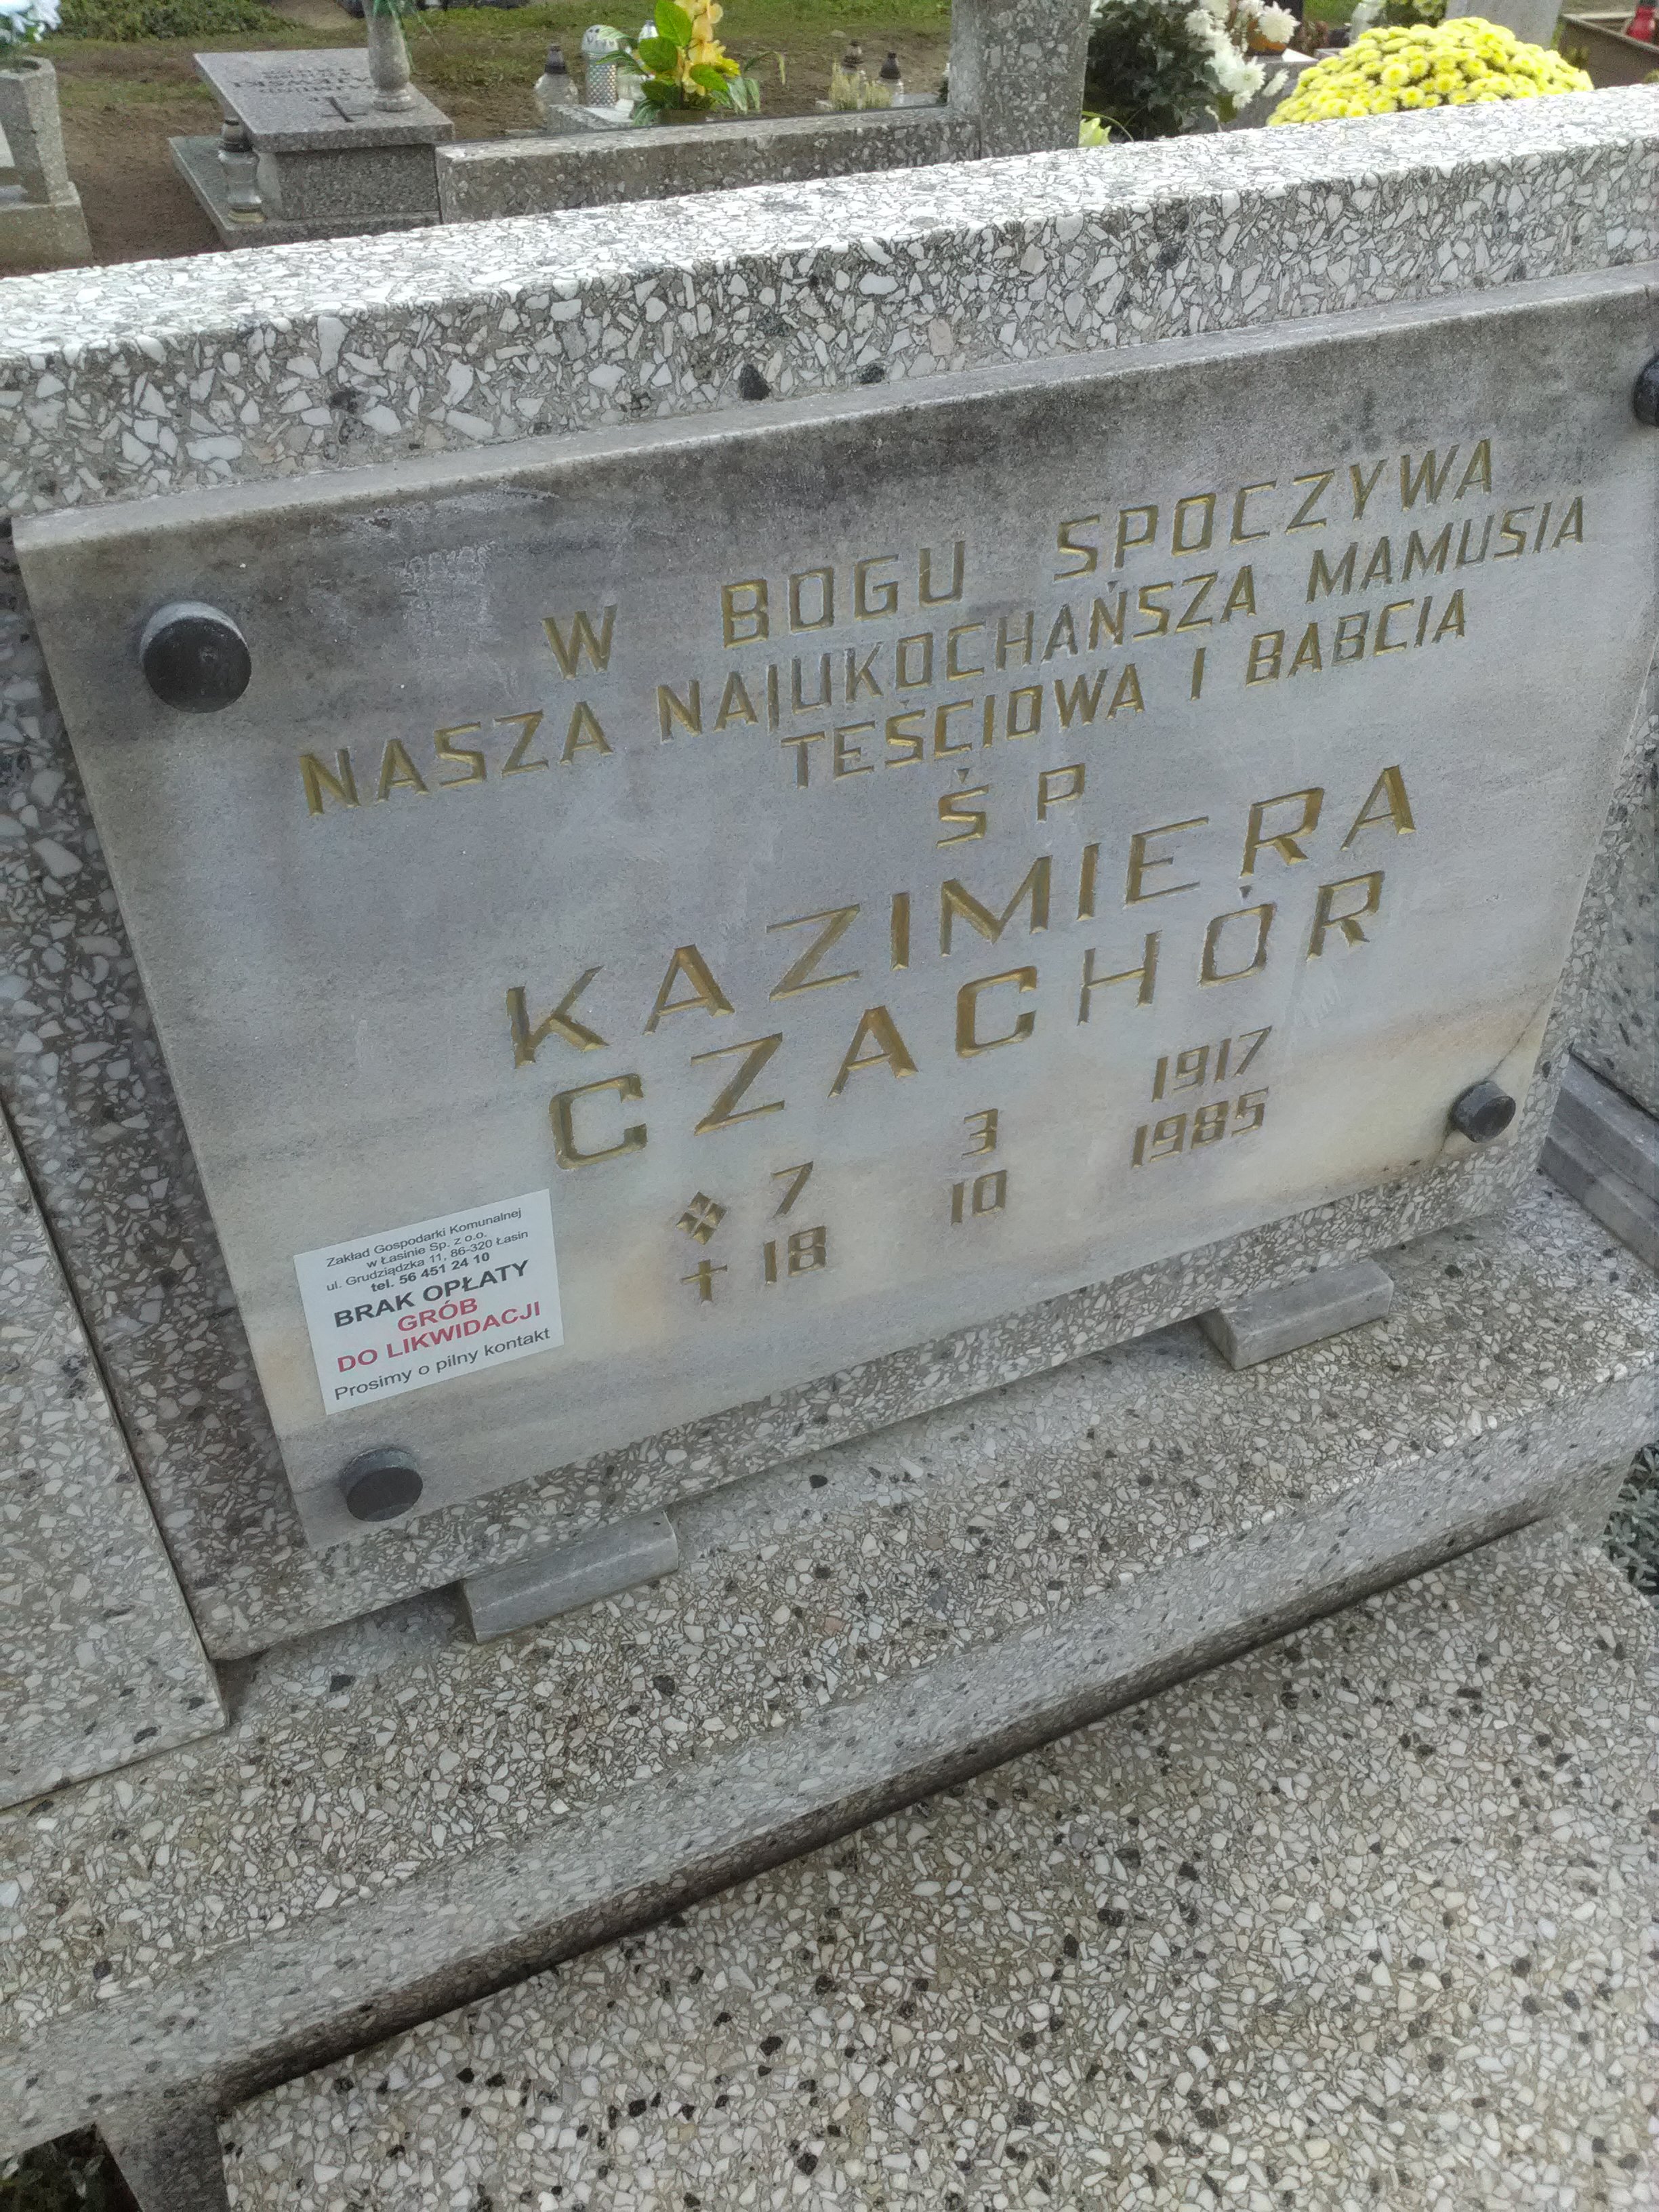 W BOGU SPOCZYWA
NASZA NAJUKOCHAŃSZA MAMUSIA
TEŚCIOWA I BABCIA
Ś P
KAZIMIERA
CZACHÓR
7 3 1917
† 18 10 1985
Zakład Gospodarki Komunalnej
w Łasinie Sp. z o.o.
ul. Grudziądzka 11, 86-320 Łasin
tel. 56 451 24 10
BRAK OPŁATY
GRÓB
DO LIKWIDACJI
Prosimy o pilny kontakt